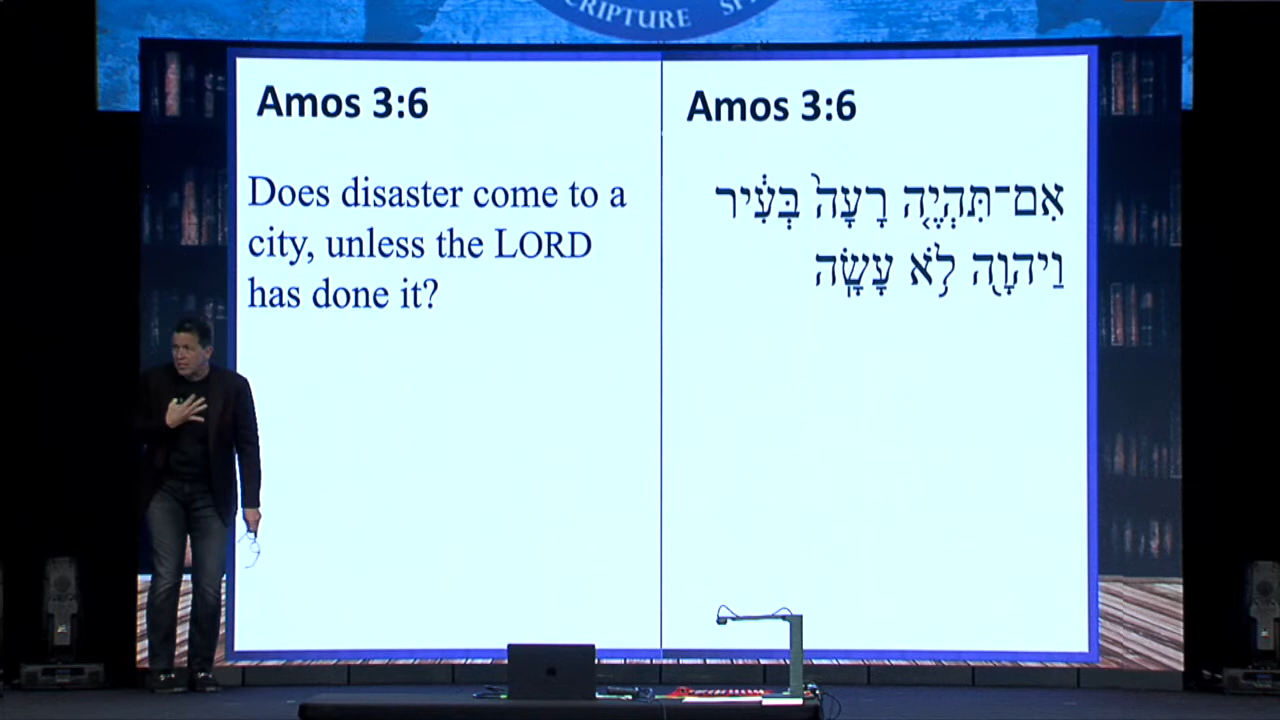 SCRIPTURE
Amos 3:6
Does disaster come to a
city, unless the LORD
has done it?
Amos 3:6
אִם־תִּהְיֶ֤ה רָעָה֙ בְּעִ֔יר
וַיהוָ֖ה לֹ֥א עָשָֽׂה